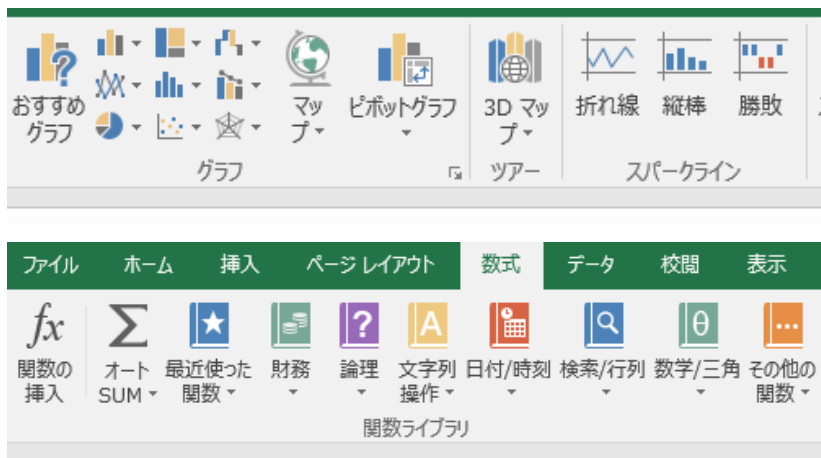 おすすめ
グラフ
マッ
プ
ピボットグラフ
3D マッ
プ
折れ線
縦棒
勝敗
グラフ
ツアー
スパークライン
ファイル ホーム 挿入 ページ レイアウト 数式 データ 校閲 表示
fx
関数の
挿入
Σ
オート
SUM
最近使った
関数
財務
?
論理
A
文字列
操作
日付/時刻
検索/行列
θ
数学/三角
その他の
関数
関数ライブラリ